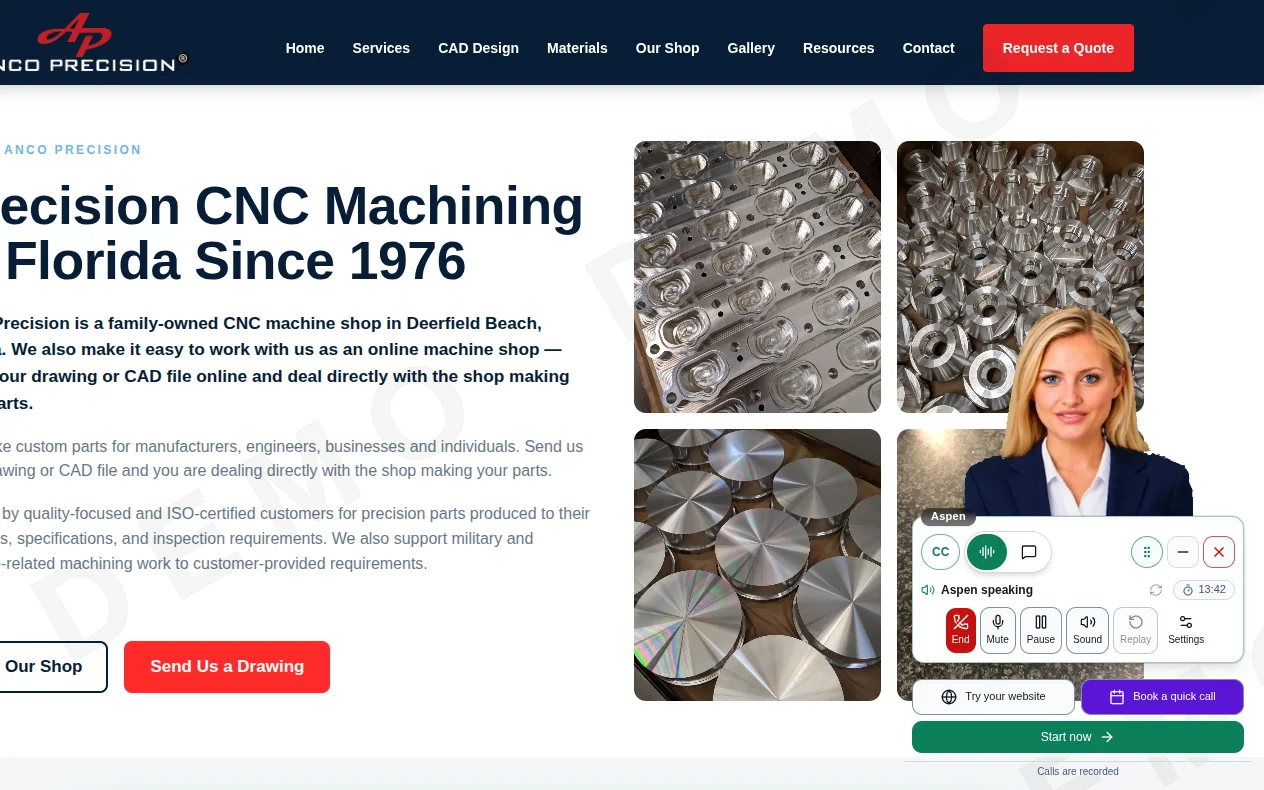 AP
NCO PRECISION®
Home Services CAD Design Materials Our Shop Gallery Resources Contact Request a Quote
ANCO PRECISION
ecision CNC Machining
Florida Since 1976
Precision is a family-owned CNC machine shop in Deerfield Beach,
. We also make it easy to work with us as an online machine shop —
our drawing or CAD file online and deal directly with the shop making
arts.
ke custom parts for manufacturers, engineers, businesses and individuals. Send us
awing or CAD file and you are dealing directly with the shop making your parts.
by quality-focused and ISO-certified customers for precision parts produced to their
s, specifications, and inspection requirements. We also support military and
-related machining work to customer-provided requirements.
Our Shop Send Us a Drawing
DEMO
DEMO
Aspen
CC
Aspen speaking 13:42
End Mute Pause Sound Replay Settings
Try your website Book a quick call
Start now
Calls are recorded